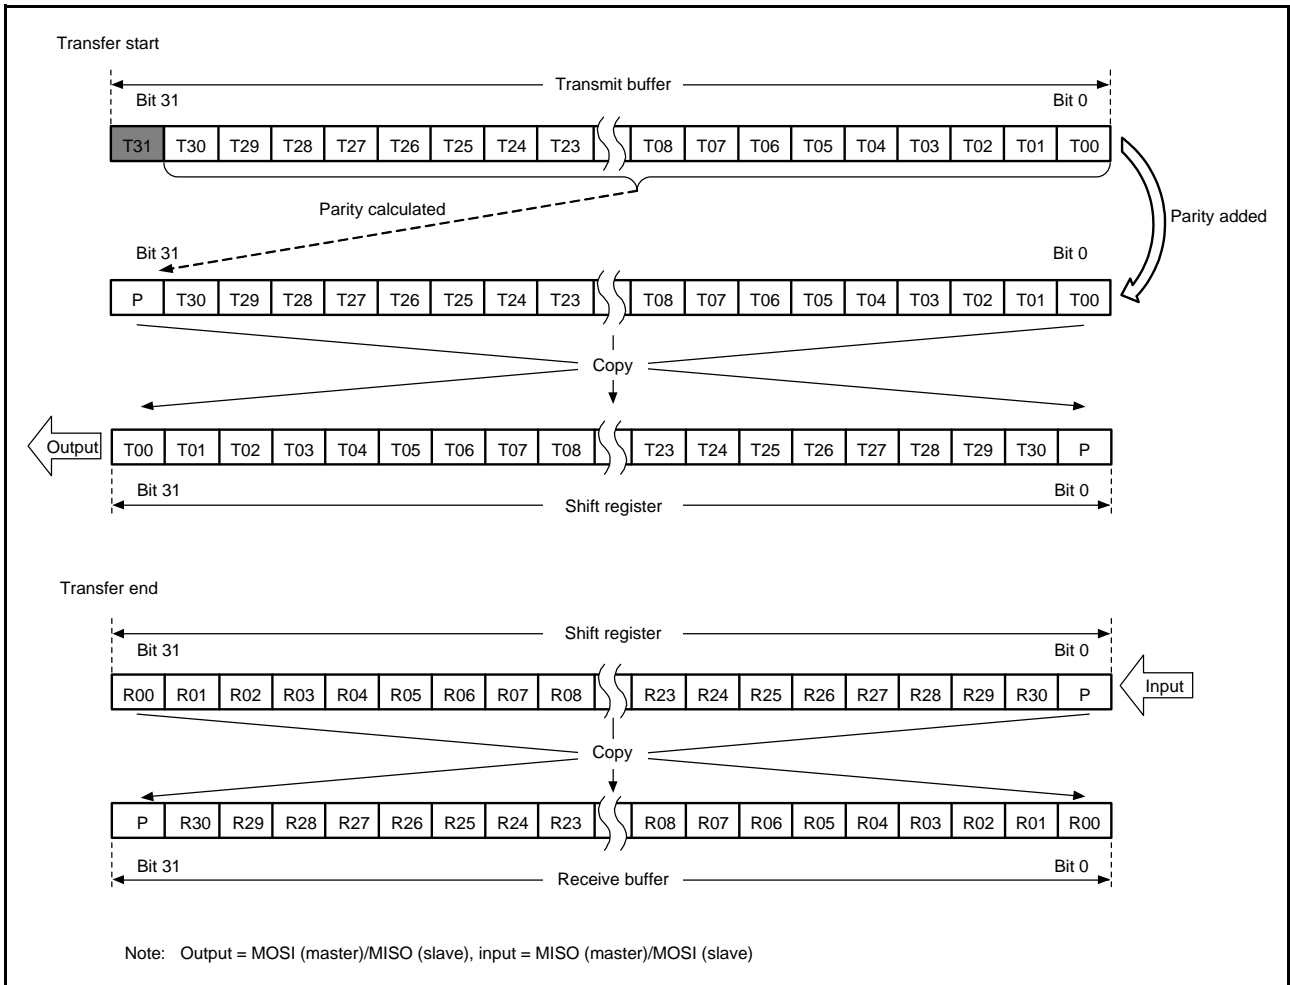 Transfer start
Transmit buffer
Bit 31 Bit 0
T31 T30 T29 T28 T27 T26 T25 T24 T23 T08 T07 T06 T05 T04 T03 T02 T01 T00
Parity calculated
Parity added
Bit 31 Bit 0
P T30 T29 T28 T27 T26 T25 T24 T23 T08 T07 T06 T05 T04 T03 T02 T01 T00
Copy
Output T00 T01 T02 T03 T04 T05 T06 T07 T08 T23 T24 T25 T26 T27 T28 T29 T30 P
Bit 31 Bit 0
Shift register
Transfer end
Shift register
Bit 31 Bit 0
R00 R01 R02 R03 R04 R05 R06 R07 R08 R23 R24 R25 R26 R27 R28 R29 R30 P Input
Copy
P R30 R29 R28 R27 R26 R25 R24 R23 R08 R07 R06 R05 R04 R03 R02 R01 R00
Bit 31 Bit 0
Receive buffer
Note: Output = MOSI (master)/MISO (slave), input = MISO (master)/MOSI (slave)